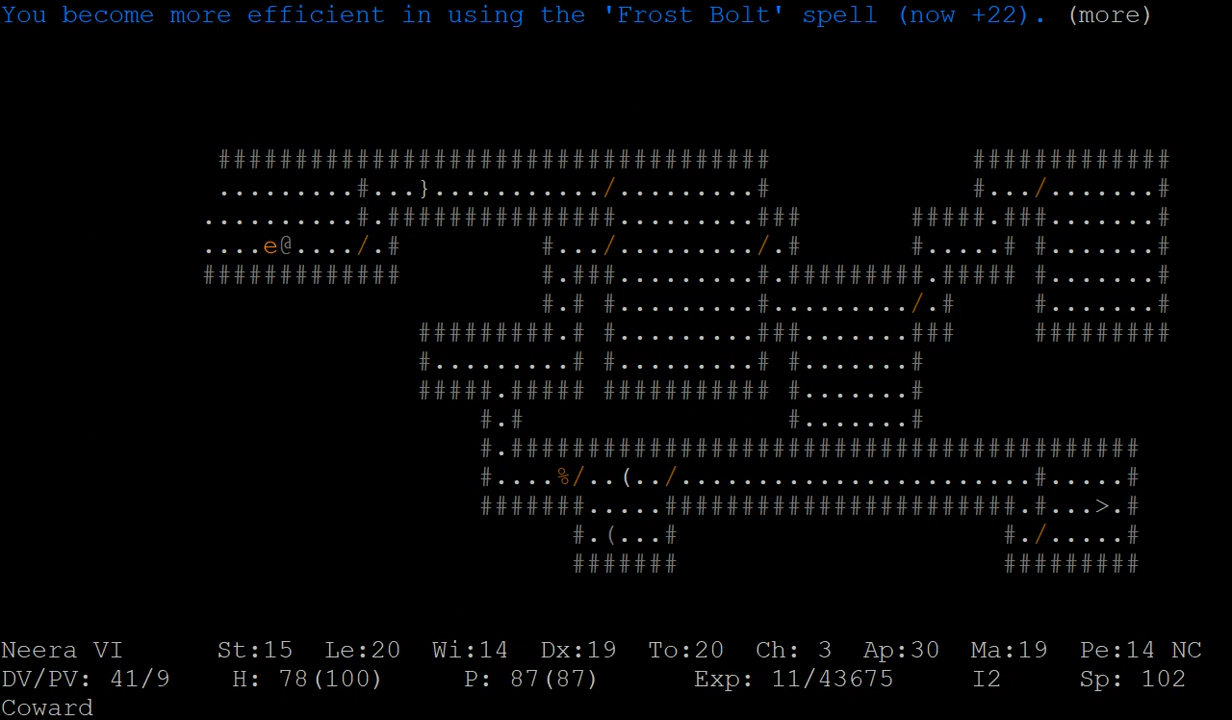 You become more efficient in using the 'Frost Bolt' spell (now +22). (more)
              ####################################             #############
              .........#...}.........../.........#             #.../.......#
             ..........#.###############.........###       #####.###.......#
             ....e@..../.#         #.../........./.#       #.....# #.......#
             #############         #.###.........#.#########.##### #.......#
                                   #.# #.........#........./.#     #.......#
                           #########.# #.........###.......###     #########
                           #.........# #.........# #.......#
                           #####.##### ########### #.......#
                               #.#                 #.......#
                               #.#########################################
                               #....%/..(../.......................#.....#
                               #######.....#######################.#...>.#
                                     #.(...#                     #./.....#
                                     #######                     #########
Neera VI      St:15  Le:20  Wi:14  Dx:19  To:20  Ch: 3  Ap:30  Ma:19  Pe:14 NC
DV/PV: 41/9    H: 78(100)     P: 87(87)      Exp: 11/43675     I2     Sp: 102
Coward